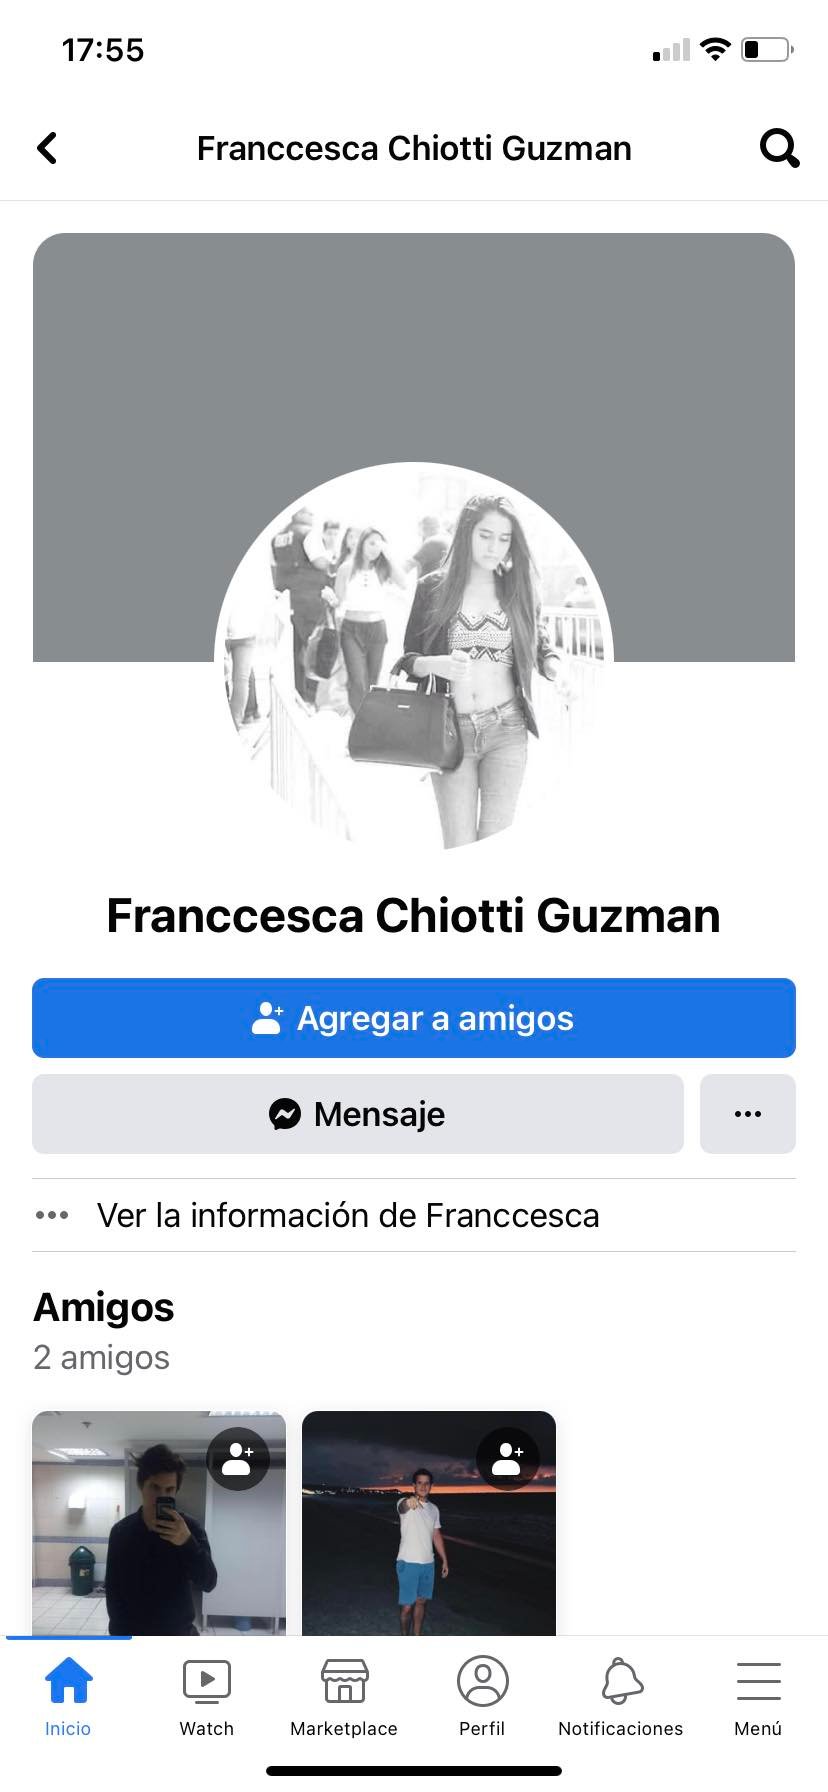 17:55
Franccesca Chiotti Guzman
Franccesca Chiotti Guzman
Agregar a amigos
Mensaje
Ver la información de Franccesca
Amigos
2 amigos
Inicio
Watch
Marketplace
Perfil
Notificaciones
Menú